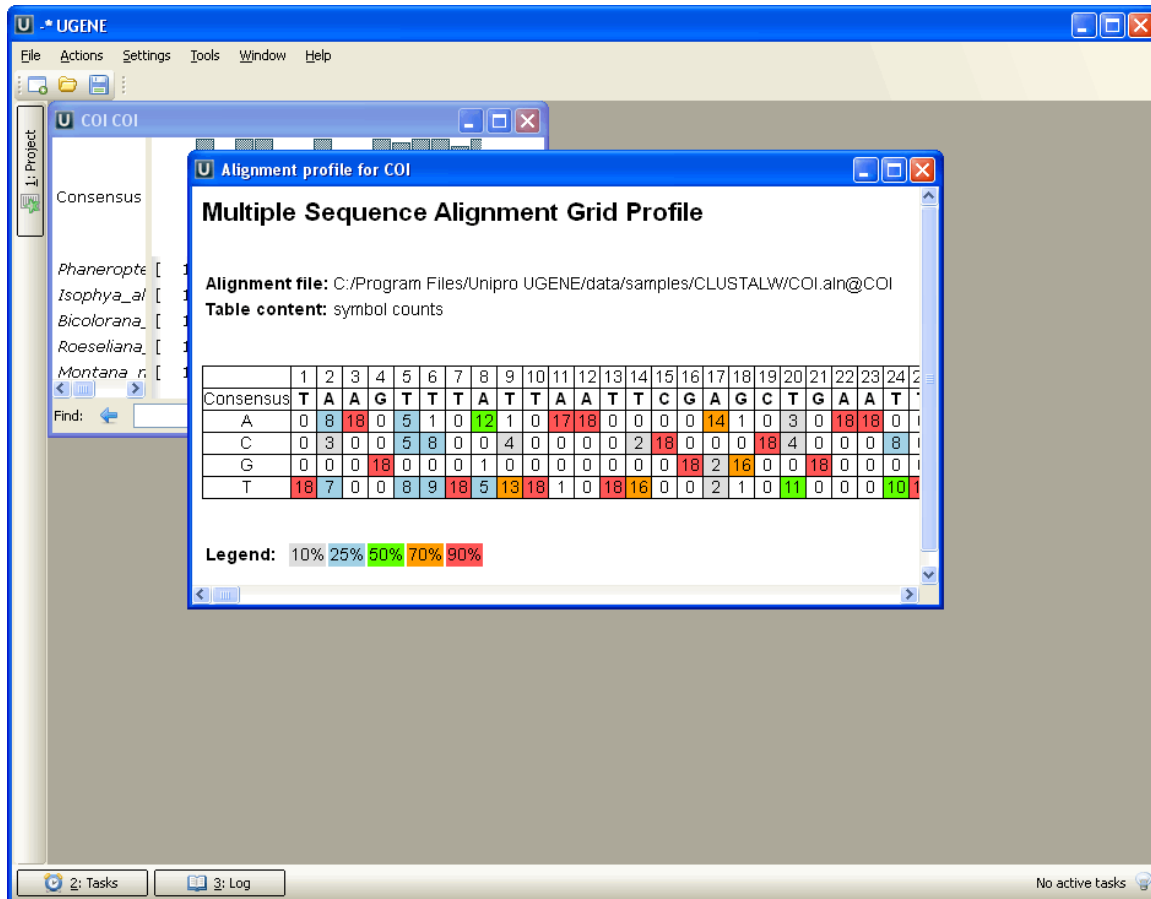 -* UGENE
File Actions Settings Tools Window Help
1: Project
COI COI
Consensus
Phaneropte [ 1
Isophya_al [ 1
Bicolorana_ [ 1
Roeseliana_ [ 1
Montana_n [ 1
Find:
Alignment profile for COI
Multiple Sequence Alignment Grid Profile
Alignment file: C:/Program Files/Unipro UGENE/data/samples/CLUSTALW/COI.aln@COI
Table content: symbol counts
1 2 3 4 5 6 7 8 9 10 11 12 13 14 15 16 17 18 19 20 21 22 23 24 2
Consensus T A A G T T T A T T A A T T C G A G C T G A A T
A 0 8 18 0 5 1 0 12 1 0 17 18 0 0 0 0 14 1 0 3 0 18 18 0
C 0 3 0 0 5 8 0 0 4 0 0 0 0 2 18 0 0 0 18 4 0 0 0 8
G 0 0 0 18 0 0 0 1 0 0 0 0 0 0 0 18 2 16 0 0 18 0 0 0
T 18 7 0 0 8 9 18 5 13 18 1 0 18 16 0 0 2 1 0 11 0 0 0 10 1
Legend: 10% 25% 50% 70% 90%
2: Tasks 3: Log No active tasks